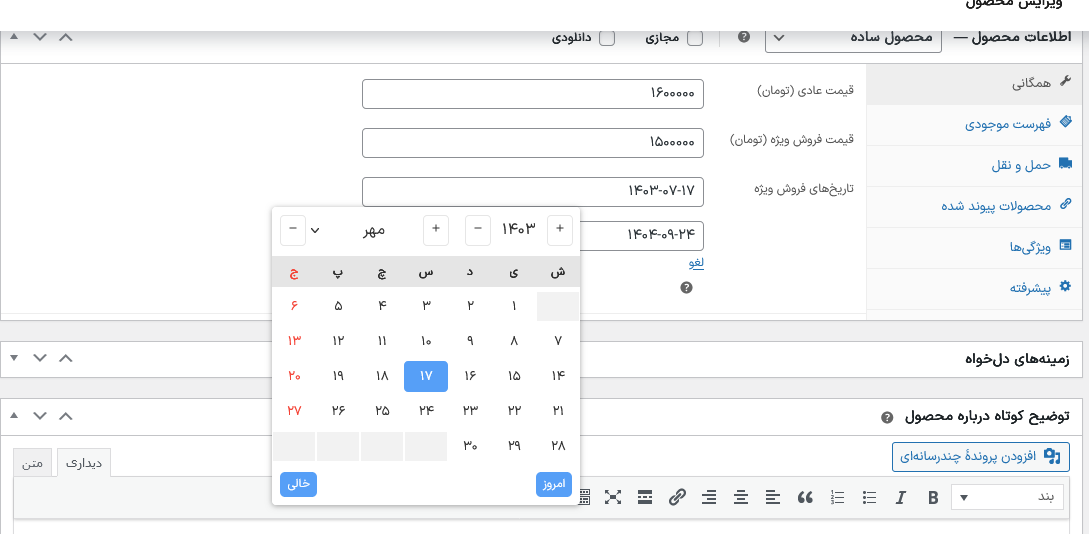 ویرایش محصول
اطلاعات محصول — محصول ساده مجازی دانلودی
همگانی
فهرست موجودی
حمل و نقل
محصولات پیوند شده
ویژگی‌ها
پیشرفته
قیمت عادی (تومان) ۱۶۰۰۰۰۰
قیمت فروش ویژه (تومان) ۱۵۰۰۰۰۰
تاریخ‌های فروش ویژه ۱۴۰۳-۰۷-۱۷
۱۴۰۴-۰۹-۲۴
لغو
+ ۱۴۰۳ − + مهر −
ش ی د س چ پ ج
۱ ۲ ۳ ۴ ۵ ۶
۷ ۸ ۹ ۱۰ ۱۱ ۱۲ ۱۳
۱۴ ۱۵ ۱۶ ۱۷ ۱۸ ۱۹ ۲۰
۲۱ ۲۲ ۲۳ ۲۴ ۲۵ ۲۶ ۲۷
۲۸ ۲۹ ۳۰
امروز خالی
زمینه‌های دل‌خواه
توضیح کوتاه درباره محصول
افزودن پروندهٔ چندرسانه‌ای
دیداری متن
بند B I